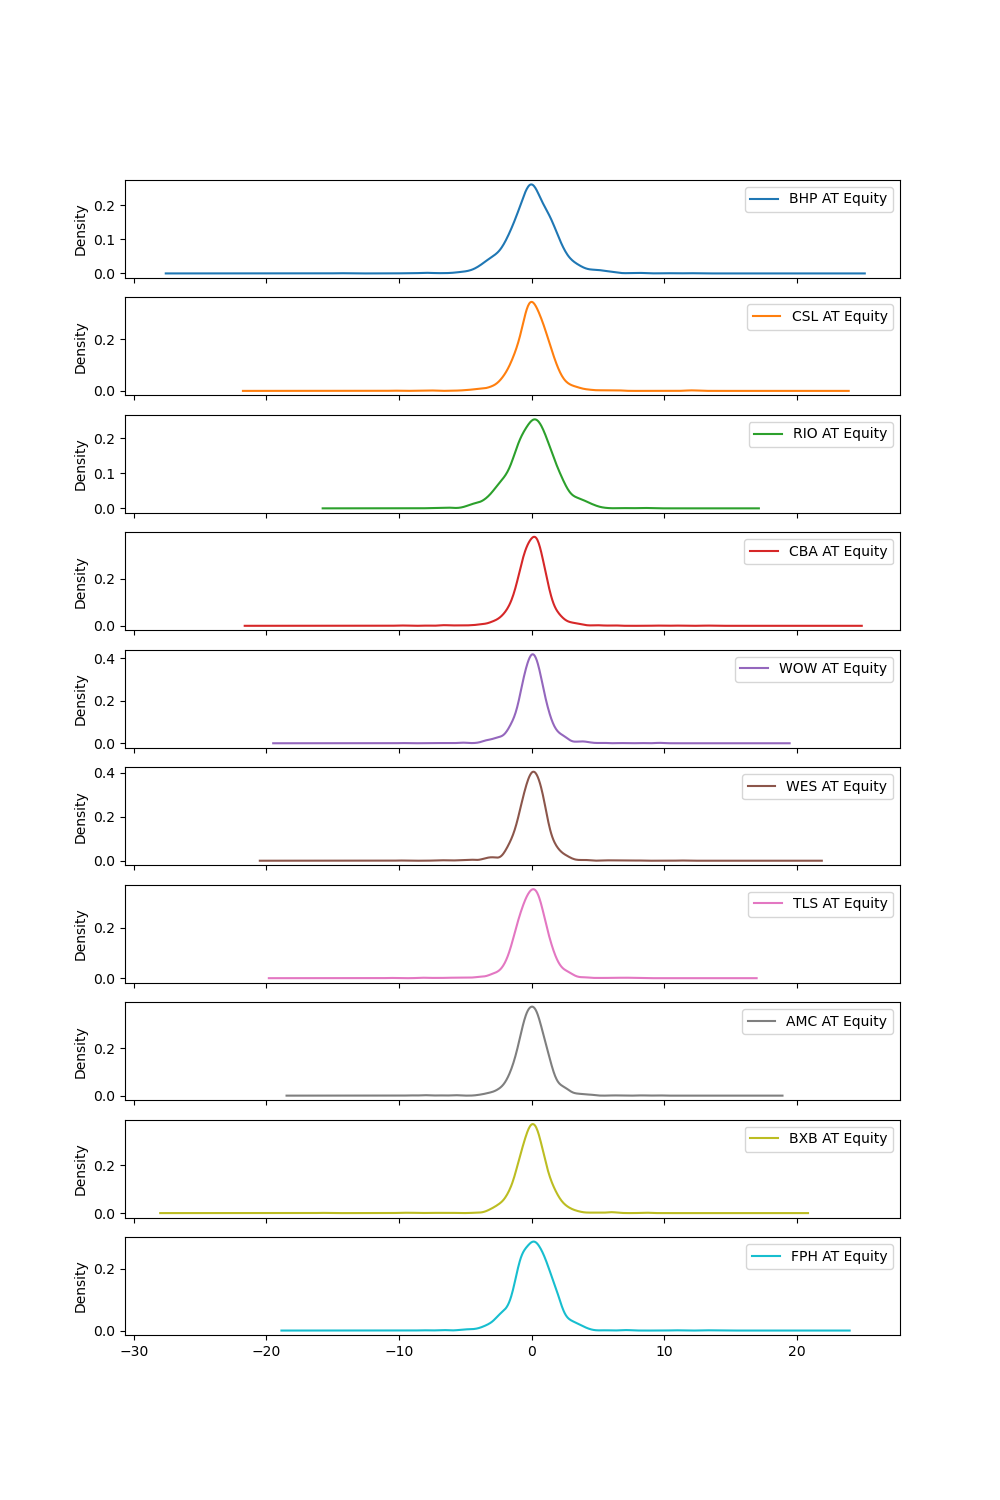 BHP AT Equity
0.2
0.1
0.0
Density
CSL AT Equity
0.2
0.0
Density
RIO AT Equity
0.2
0.1
0.0
Density
CBA AT Equity
0.2
0.0
Density
WOW AT Equity
0.4
0.2
0.0
Density
WES AT Equity
0.4
0.2
0.0
Density
TLS AT Equity
0.2
0.0
Density
AMC AT Equity
0.2
0.0
Density
BXB AT Equity
0.2
0.0
Density
FPH AT Equity
0.2
0.0
Density
−30 −20 −10 0 10 20